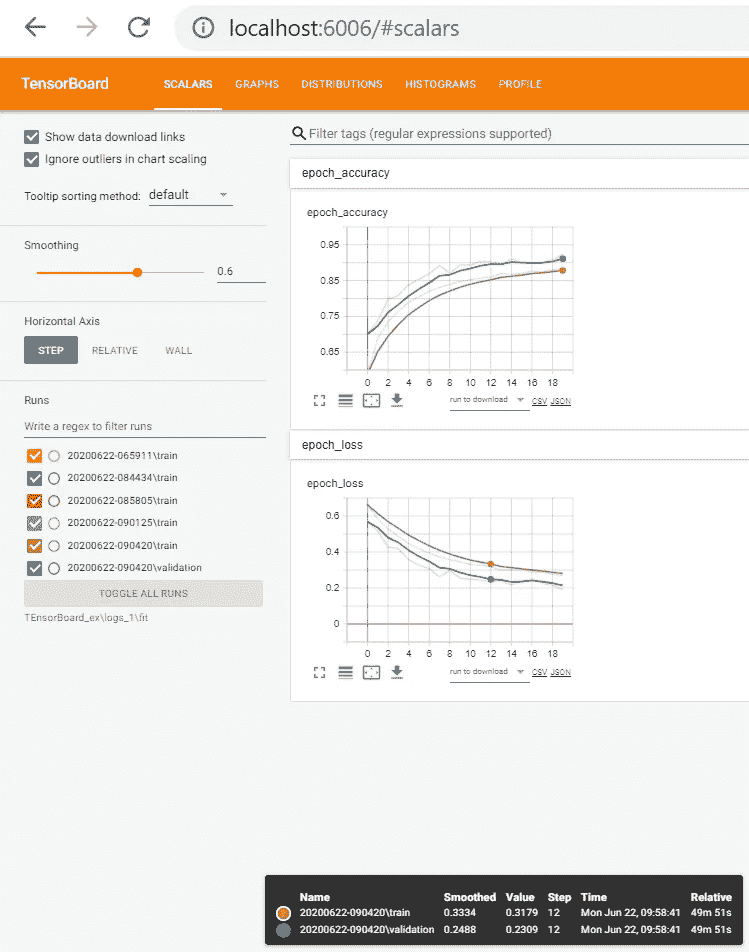 localhost:6006/#scalars
TensorBoard SCALARS GRAPHS DISTRIBUTIONS HISTOGRAMS PROFILE
Show data download links
Ignore outliers in chart scaling
Tooltip sorting method: default
Smoothing
0.6
Horizontal Axis
STEP RELATIVE WALL
Runs
Write a regex to filter runs
20200622-065911\train
20200622-084434\train
20200622-085805\train
20200622-090125\train
20200622-090420\train
20200622-090420\validation
TOGGLE ALL RUNS
TEnsorBoard_ex\logs_1\fit
Filter tags (regular expressions supported)
epoch_accuracy
epoch_accuracy
0.95
0.85
0.75
0.65
0 2 4 6 8 10 12 14 16 18
run to download CSV JSON
epoch_loss
epoch_loss
0.6
0.4
0.2
0
0 2 4 6 8 10 12 14 16 18
run to download CSV JSON
Name Smoothed Value Step Time Relative
20200622-090420\train 0.3334 0.3179 12 Mon Jun 22, 09:58:41 49m 51s
20200622-090420\validation 0.2488 0.2309 12 Mon Jun 22, 09:58:41 49m 51s